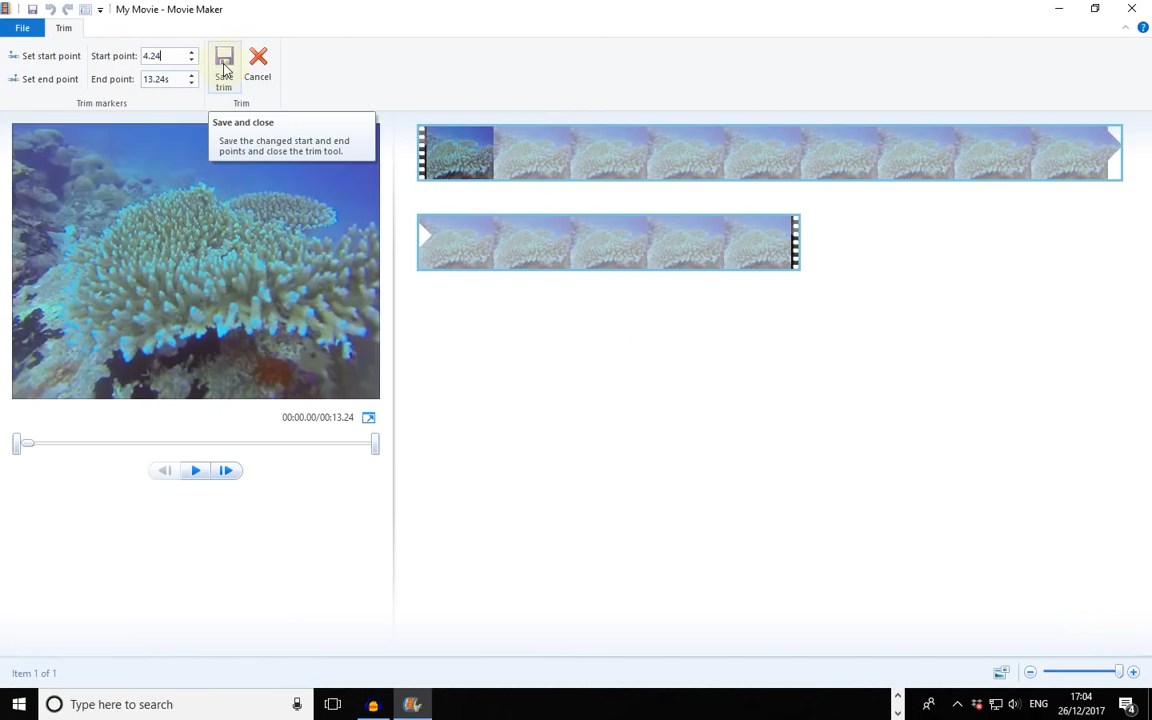 My Movie - Movie Maker
File
Trim
Set start point
Start point: 4.24
Set end point
End point: 13.24s
Save trim
Cancel
Trim markers
Trim
Save and close
Save the changed start and end
points and close the trim tool.
00:00.00/00:13.24
Item 1 of 1
Type here to search
ENG
17:04
26/12/2017
4